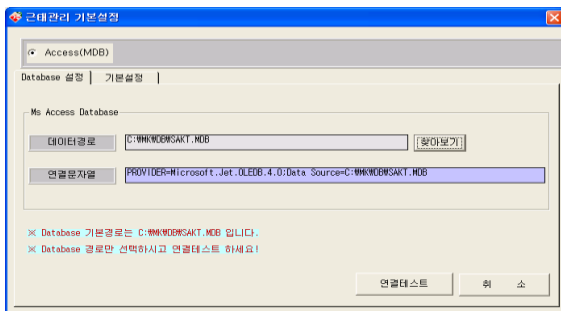 근태관리 기본설정
Access(MDB)
Database 설정 | 기본설정 |
Ms Access Database
데이터경로 C:₩MK₩DB₩SAKT.MDB 찾아보기
연결문자열 PROVIDER=Microsoft.Jet.OLEDB.4.0;Data Source=C:₩MK₩DB₩SAKT.MDB
※ Database 기본경로는 C:₩MK₩DB₩SAKT.MDB 입니다.
※ Database 경로만 선택하시고 연결테스트 하세요!
연결테스트 취 소